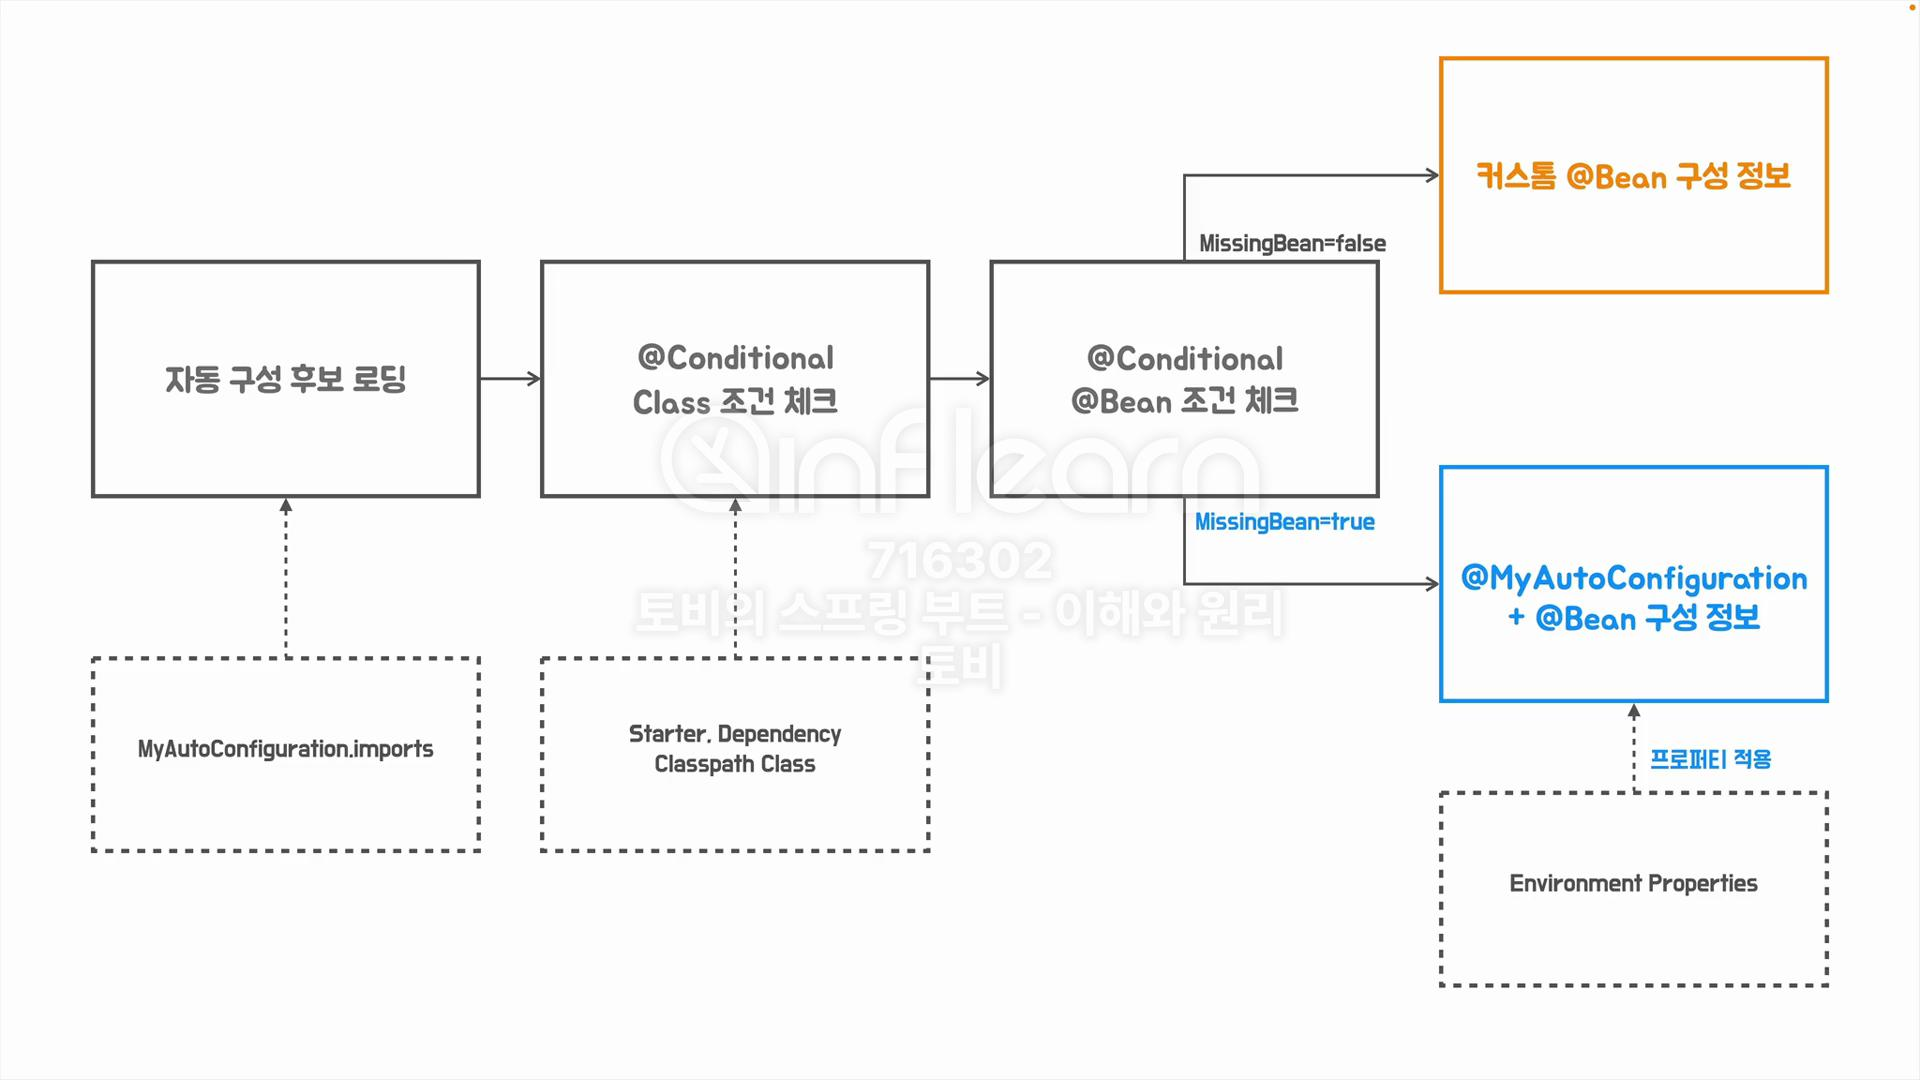 커스톰 @Bean 구성 정보
MissingBean=false
자동 구성 후보 로딩
@Conditional
Class 조건 체크
@Conditional
@Bean 조건 체크
MissingBean=true
@MyAutoConfiguration
+ @Bean 구성 정보
프로퍼티 적용
MyAutoConfiguration.imports
Starter, Dependency
Classpath Class
Environment Properties
inflearn
716302
토비의 스프링 부트 - 이해와 원리
토비